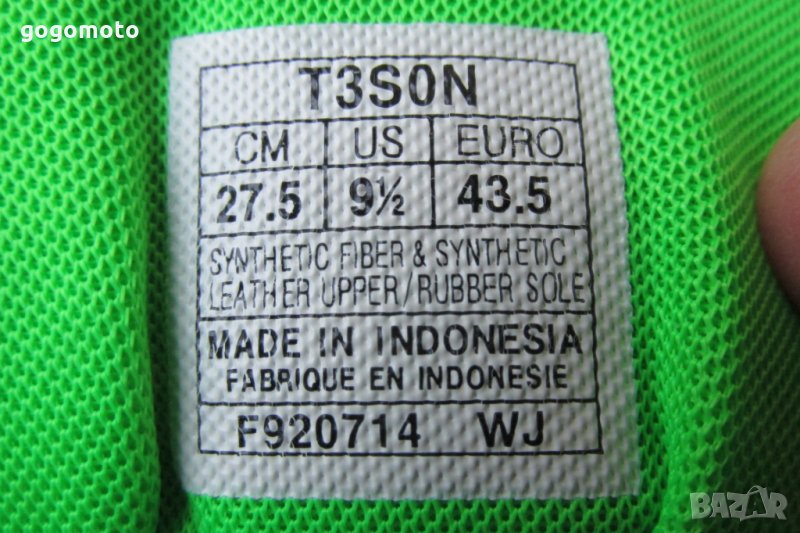 gogomoto
T3S0N
CM US EURO
27.5 9½ 43.5
SYNTHETIC FIBER & SYNTHETIC
LEATHER UPPER/RUBBER SOLE
MADE IN INDONESIA
FABRIQUE EN INDONESIE
F920714 WJ
BAZAR